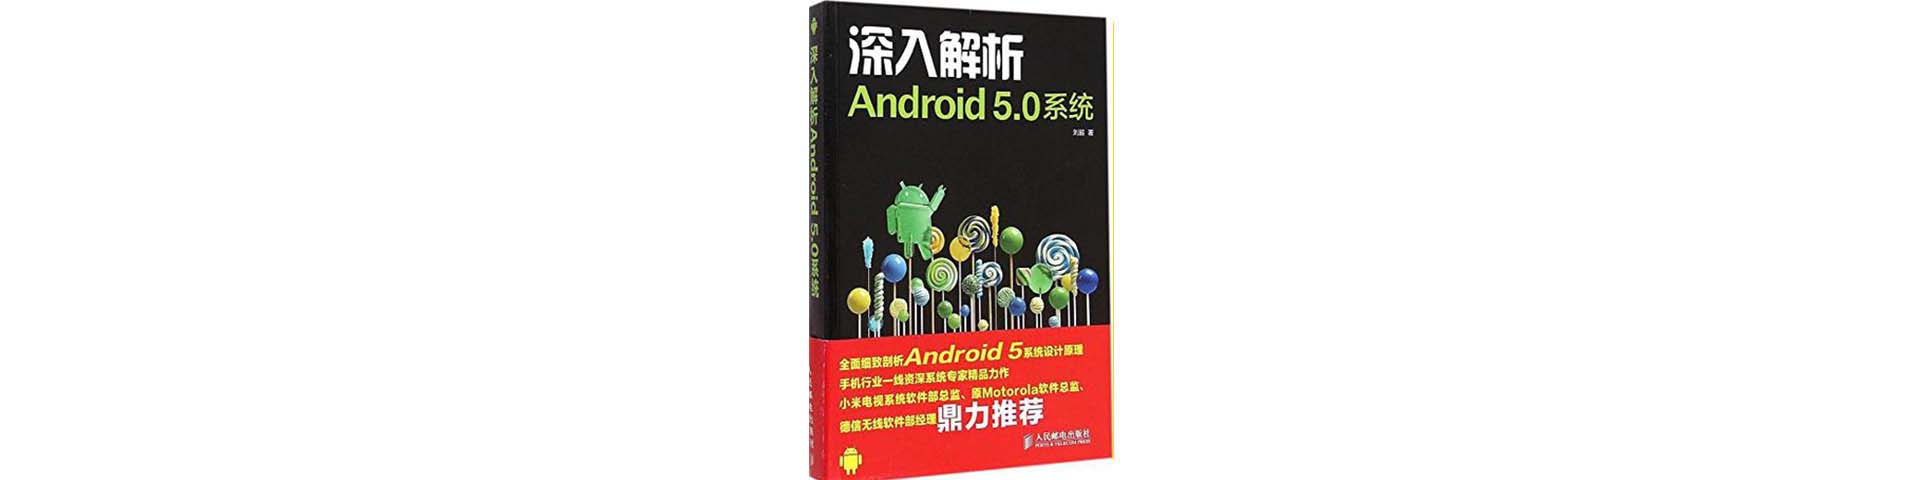 深入解析
Android 5.0系统
刘超 著
深入解析Android 5.0系统
全面细致剖析Android 5系统设计原理
手机行业一线资深系统专家精品力作
小米电视系统软件部总监、原Motorola软件总监、
德信无线软件部经理鼎力推荐
人民邮电出版社
POSTS & TELECOM PRESS